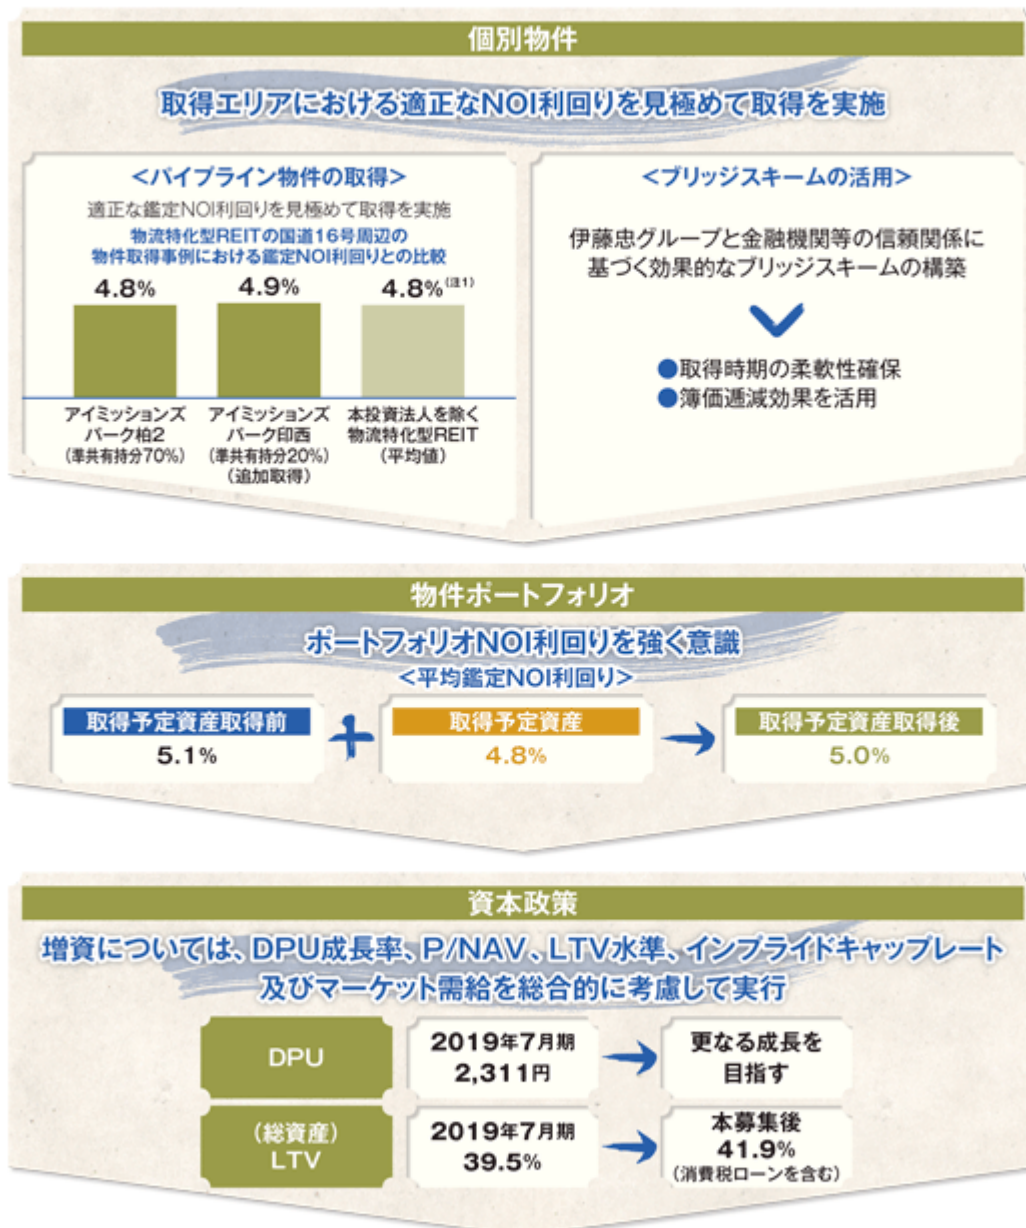 個別物件
取得エリアにおける適正なNOI利回りを見極めて取得を実施
<パイプライン物件の取得>
適正な鑑定NOI利回りを見極めて取得を実施
物流特化型REITの国道16号周辺の
物件取得事例における鑑定NOI利回りとの比較
4.8%
4.9%
4.8%(注1)
アイミッションズ
パーク柏2
(準共有持分70%)
アイミッションズ
パーク印西
(準共有持分20%)
(追加取得)
本投資法人を除く
物流特化型REIT
(平均値)
<ブリッジスキームの活用>
伊藤忠グループと金融機関等の信頼関係に
基づく効果的なブリッジスキームの構築
●取得時期の柔軟性確保
●簿価逓減効果を活用
物件ポートフォリオ
ポートフォリオNOI利回りを強く意識
<平均鑑定NOI利回り>
取得予定資産取得前
5.1%
+
取得予定資産
4.8%
取得予定資産取得後
5.0%
資本政策
増資については、DPU成長率、P/NAV、LTV水準、インプライドキャップレート
及びマーケット需給を総合的に考慮して実行
DPU
2019年7月期
2,311円
更なる成長を
目指す
(総資産)
LTV
2019年7月期
39.5%
本募集後
41.9%
(消費税ローンを含む)